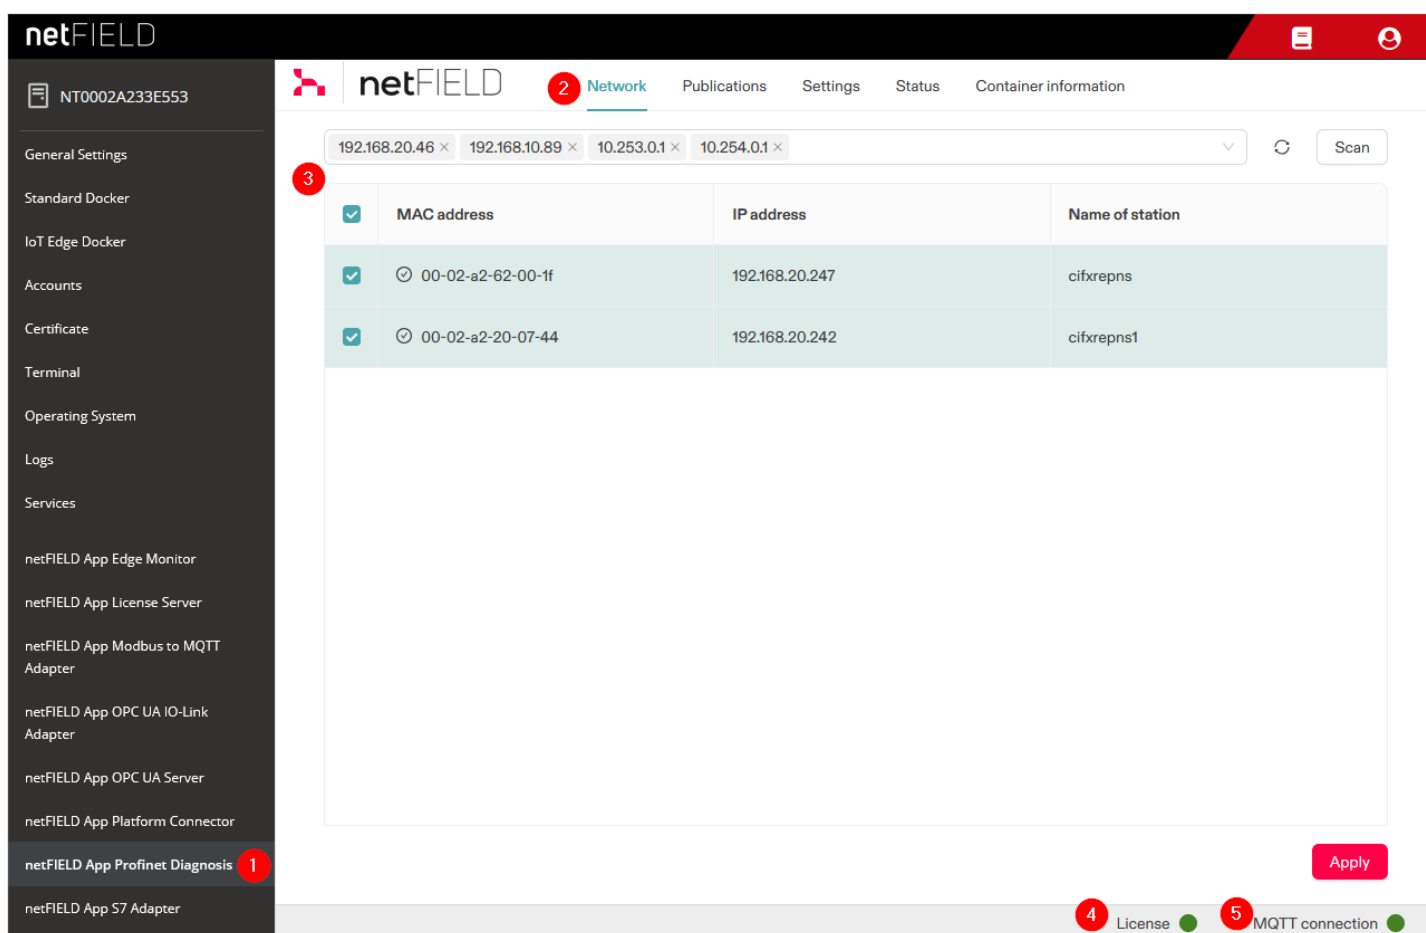 netFIELD
NT0002A233E553
General Settings
Standard Docker
IoT Edge Docker
Accounts
Certificate
Terminal
Operating System
Logs
Services
netFIELD App Edge Monitor
netFIELD App License Server
netFIELD App Modbus to MQTT
Adapter
netFIELD App OPC UA IO-Link
Adapter
netFIELD App OPC UA Server
netFIELD App Platform Connector
netFIELD App Profinet Diagnosis 1
netFIELD App S7 Adapter
netFIELD 2 Network Publications Settings Status Container information
192.168.20.46 × 192.168.10.89 × 10.253.0.1 × 10.254.0.1 × Scan
3
MAC address IP address Name of station
00-02-a2-62-00-1f 192.168.20.247 cifxrepns
00-02-a2-20-07-44 192.168.20.242 cifxrepns1
Apply
4 License 5 MQTT connection